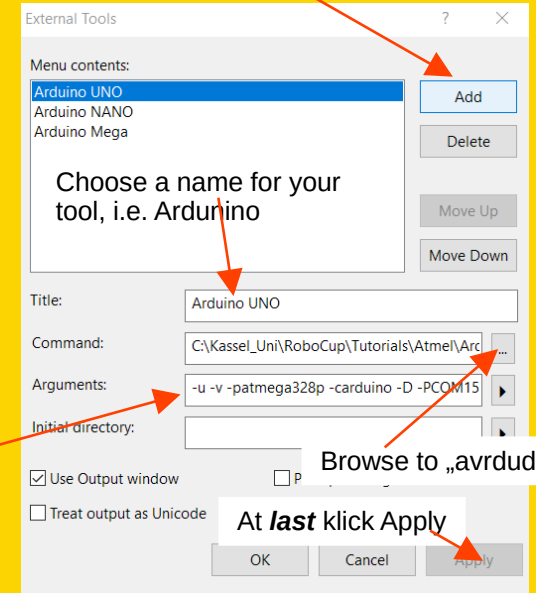 External Tools
Menu contents:
Arduino UNO
Arduino NANO
Arduino Mega
Add
Delete
Choose a name for your
tool, i.e. Ardunino
Move Up
Move Down
Title:
Arduino UNO
Command:
C:\Kassel_Uni\RoboCup\Tutorials\Atmel\Arc
...
Arguments:
-u -v -patmega328p -carduino -D -PCOM15
Initial directory:
Browse to „avrdud
Use Output window
Treat output as Unicode
At last klick Apply
OK
Cancel
Apply